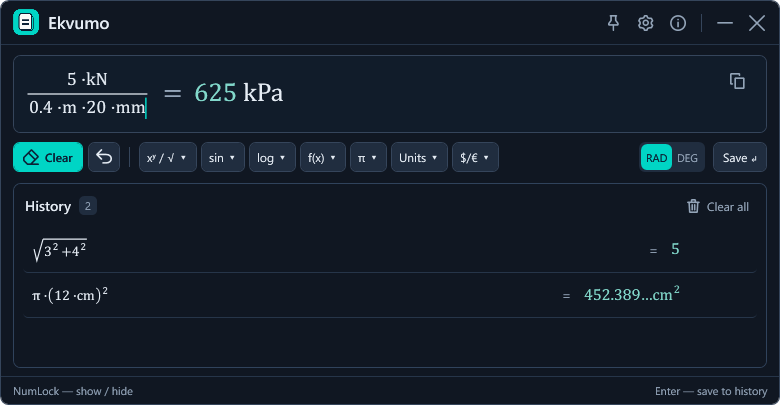 Ekvumo
5 ·kN
0.4 ·m ·20 ·mm
= 625 kPa
Clear
xʸ / √ ▾ sin ▾ log ▾ f(x) ▾ π ▾ Units ▾ $/€ ▾
RAD DEG
Save ↲
History 2
Clear all
√3²+4² = 5
π·(12 ·cm)² = 452.389...cm²
NumLock — show / hide
Enter — save to history